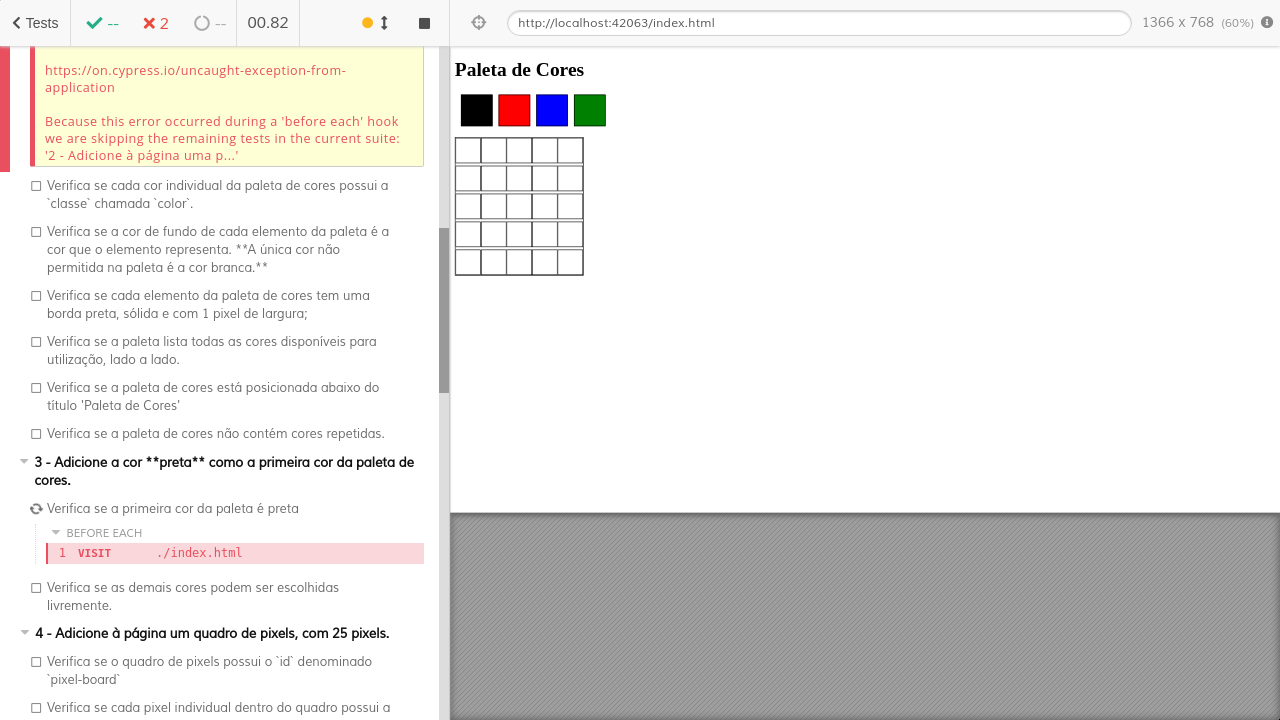 Tests
--
2
--
00.82
http://localhost:42063/index.html
1366 x 768 (60%)
https://on.cypress.io/uncaught-exception-from-
application
Because this error occurred during a 'before each' hook
we are skipping the remaining tests in the current suite:
'2 - Adicione à página uma p...'
Verifica se cada cor individual da paleta de cores possui a
`classe` chamada `color`.
Verifica se a cor de fundo de cada elemento da paleta é a
cor que o elemento representa. **A única cor não
permitida na paleta é a cor branca.**
Verifica se cada elemento da paleta de cores tem uma
borda preta, sólida e com 1 pixel de largura;
Verifica se a paleta lista todas as cores disponíveis para
utilização, lado a lado.
Verifica se a paleta de cores está posicionada abaixo do
título 'Paleta de Cores'
Verifica se a paleta de cores não contém cores repetidas.
3 - Adicione a cor **preta** como a primeira cor da paleta de
cores.
Verifica se a primeira cor da paleta é preta
BEFORE EACH
1 VISIT ./index.html
Verifica se as demais cores podem ser escolhidas
livremente.
4 - Adicione à página um quadro de pixels, com 25 pixels.
Verifica se o quadro de pixels possui o `id` denominado
`pixel-board`
Verifica se cada pixel individual dentro do quadro possui a
Paleta de Cores